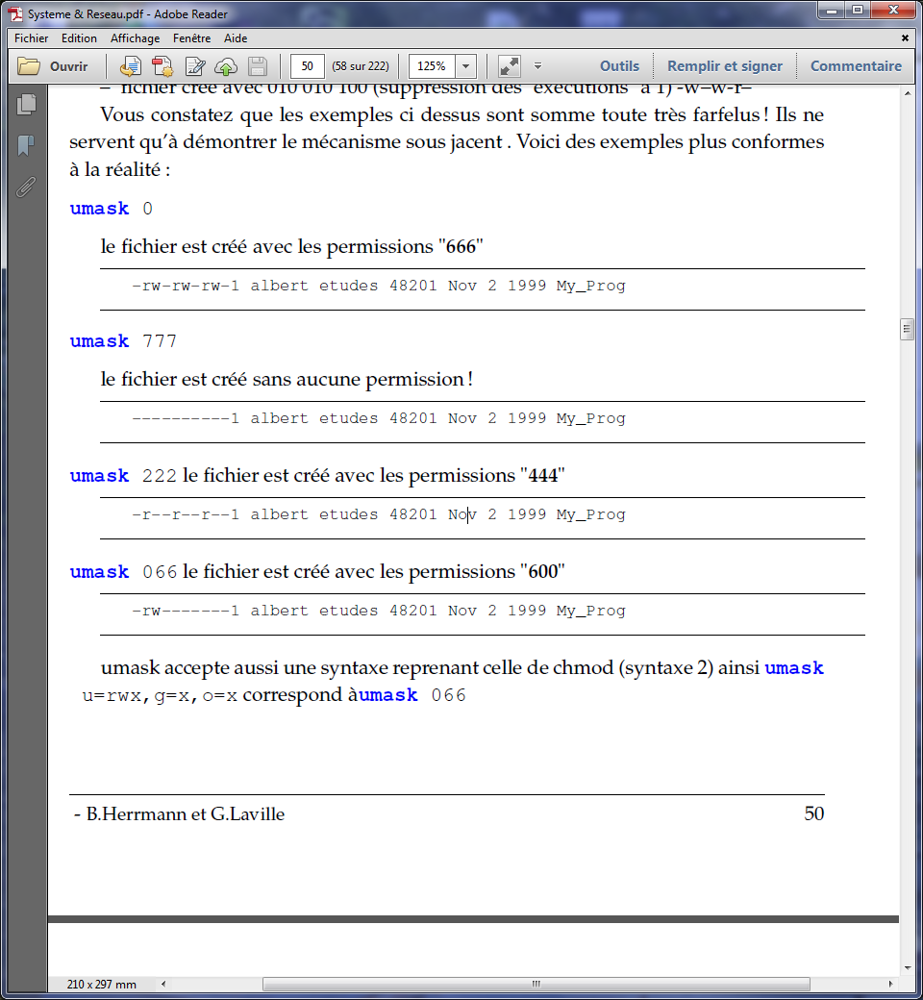 Systeme & Reseau.pdf - Adobe Reader
Fichier Edition Affichage Fenêtre Aide
Ouvrir 50 (58 sur 222) 125% Outils Remplir et signer Commentaire
– fichier créé avec 010 010 100 (suppression des "exécutions" à 1) -w–w-r–
Vous constatez que les exemples ci dessus sont somme toute très farfelus ! Ils ne
servent qu'à démontrer le mécanisme sous jacent . Voici des exemples plus conformes
à la réalité :
umask 0
le fichier est créé avec les permissions "666"
-rw-rw-rw-1 albert etudes 48201 Nov 2 1999 My_Prog
umask 777
le fichier est créé sans aucune permission !
----------1 albert etudes 48201 Nov 2 1999 My_Prog
umask 222 le fichier est créé avec les permissions "444"
-r--r--r--1 albert etudes 48201 Nov 2 1999 My_Prog
umask 066 le fichier est créé avec les permissions "600"
-rw-------1 albert etudes 48201 Nov 2 1999 My_Prog
umask accepte aussi une syntaxe reprenant celle de chmod (syntaxe 2) ainsi umask
u=rwx,g=x,o=x correspond àumask 066
- B.Herrmann et G.Laville 50
210 x 297 mm